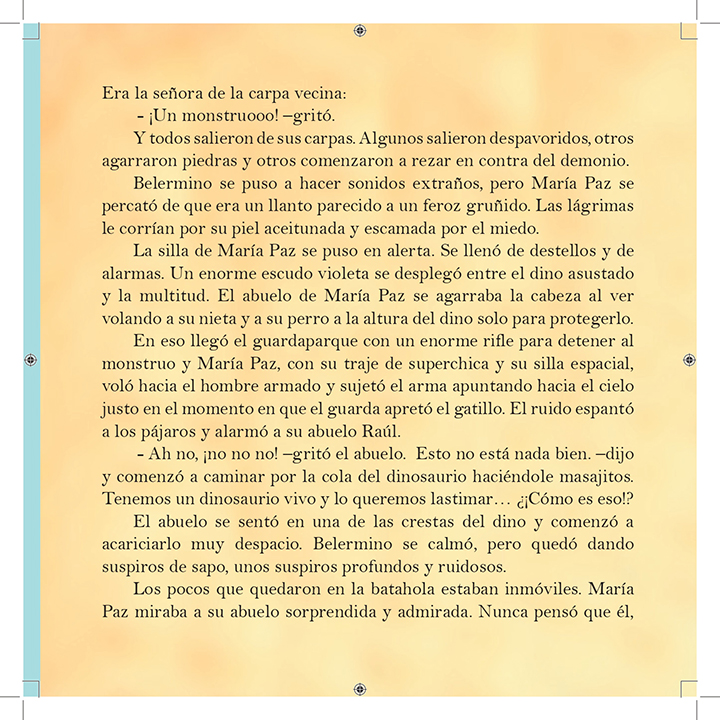 Era la señora de la carpa vecina:
- ¡Un monstruooo! –gritó.
Y todos salieron de sus carpas. Algunos salieron despavoridos, otros
agarraron piedras y otros comenzaron a rezar en contra del demonio.
Belermino se puso a hacer sonidos extraños, pero María Paz se
percató de que era un llanto parecido a un feroz gruñido. Las lágrimas
le corrían por su piel aceitunada y escamada por el miedo.
La silla de María Paz se puso en alerta. Se llenó de destellos y de
alarmas. Un enorme escudo violeta se desplegó entre el dino asustado
y la multitud. El abuelo de María Paz se agarraba la cabeza al ver
volando a su nieta y a su perro a la altura del dino solo para protegerlo.
En eso llegó el guardaparque con un enorme rifle para detener al
monstruo y María Paz, con su traje de superchica y su silla espacial,
voló hacia el hombre armado y sujetó el arma apuntando hacia el cielo
justo en el momento en que el guarda apretó el gatillo. El ruido espantó
a los pájaros y alarmó a su abuelo Raúl.
- Ah no, ¡no no no! –gritó el abuelo. Esto no está nada bien. –dijo
y comenzó a caminar por la cola del dinosaurio haciéndole masajitos.
Tenemos un dinosaurio vivo y lo queremos lastimar… ¿¡Cómo es eso!?
El abuelo se sentó en una de las crestas del dino y comenzó a
acariciarlo muy despacio. Belermino se calmó, pero quedó dando
suspiros de sapo, unos suspiros profundos y ruidosos.
Los pocos que quedaron en la batahola estaban inmóviles. María
Paz miraba a su abuelo sorprendida y admirada. Nunca pensó que él,